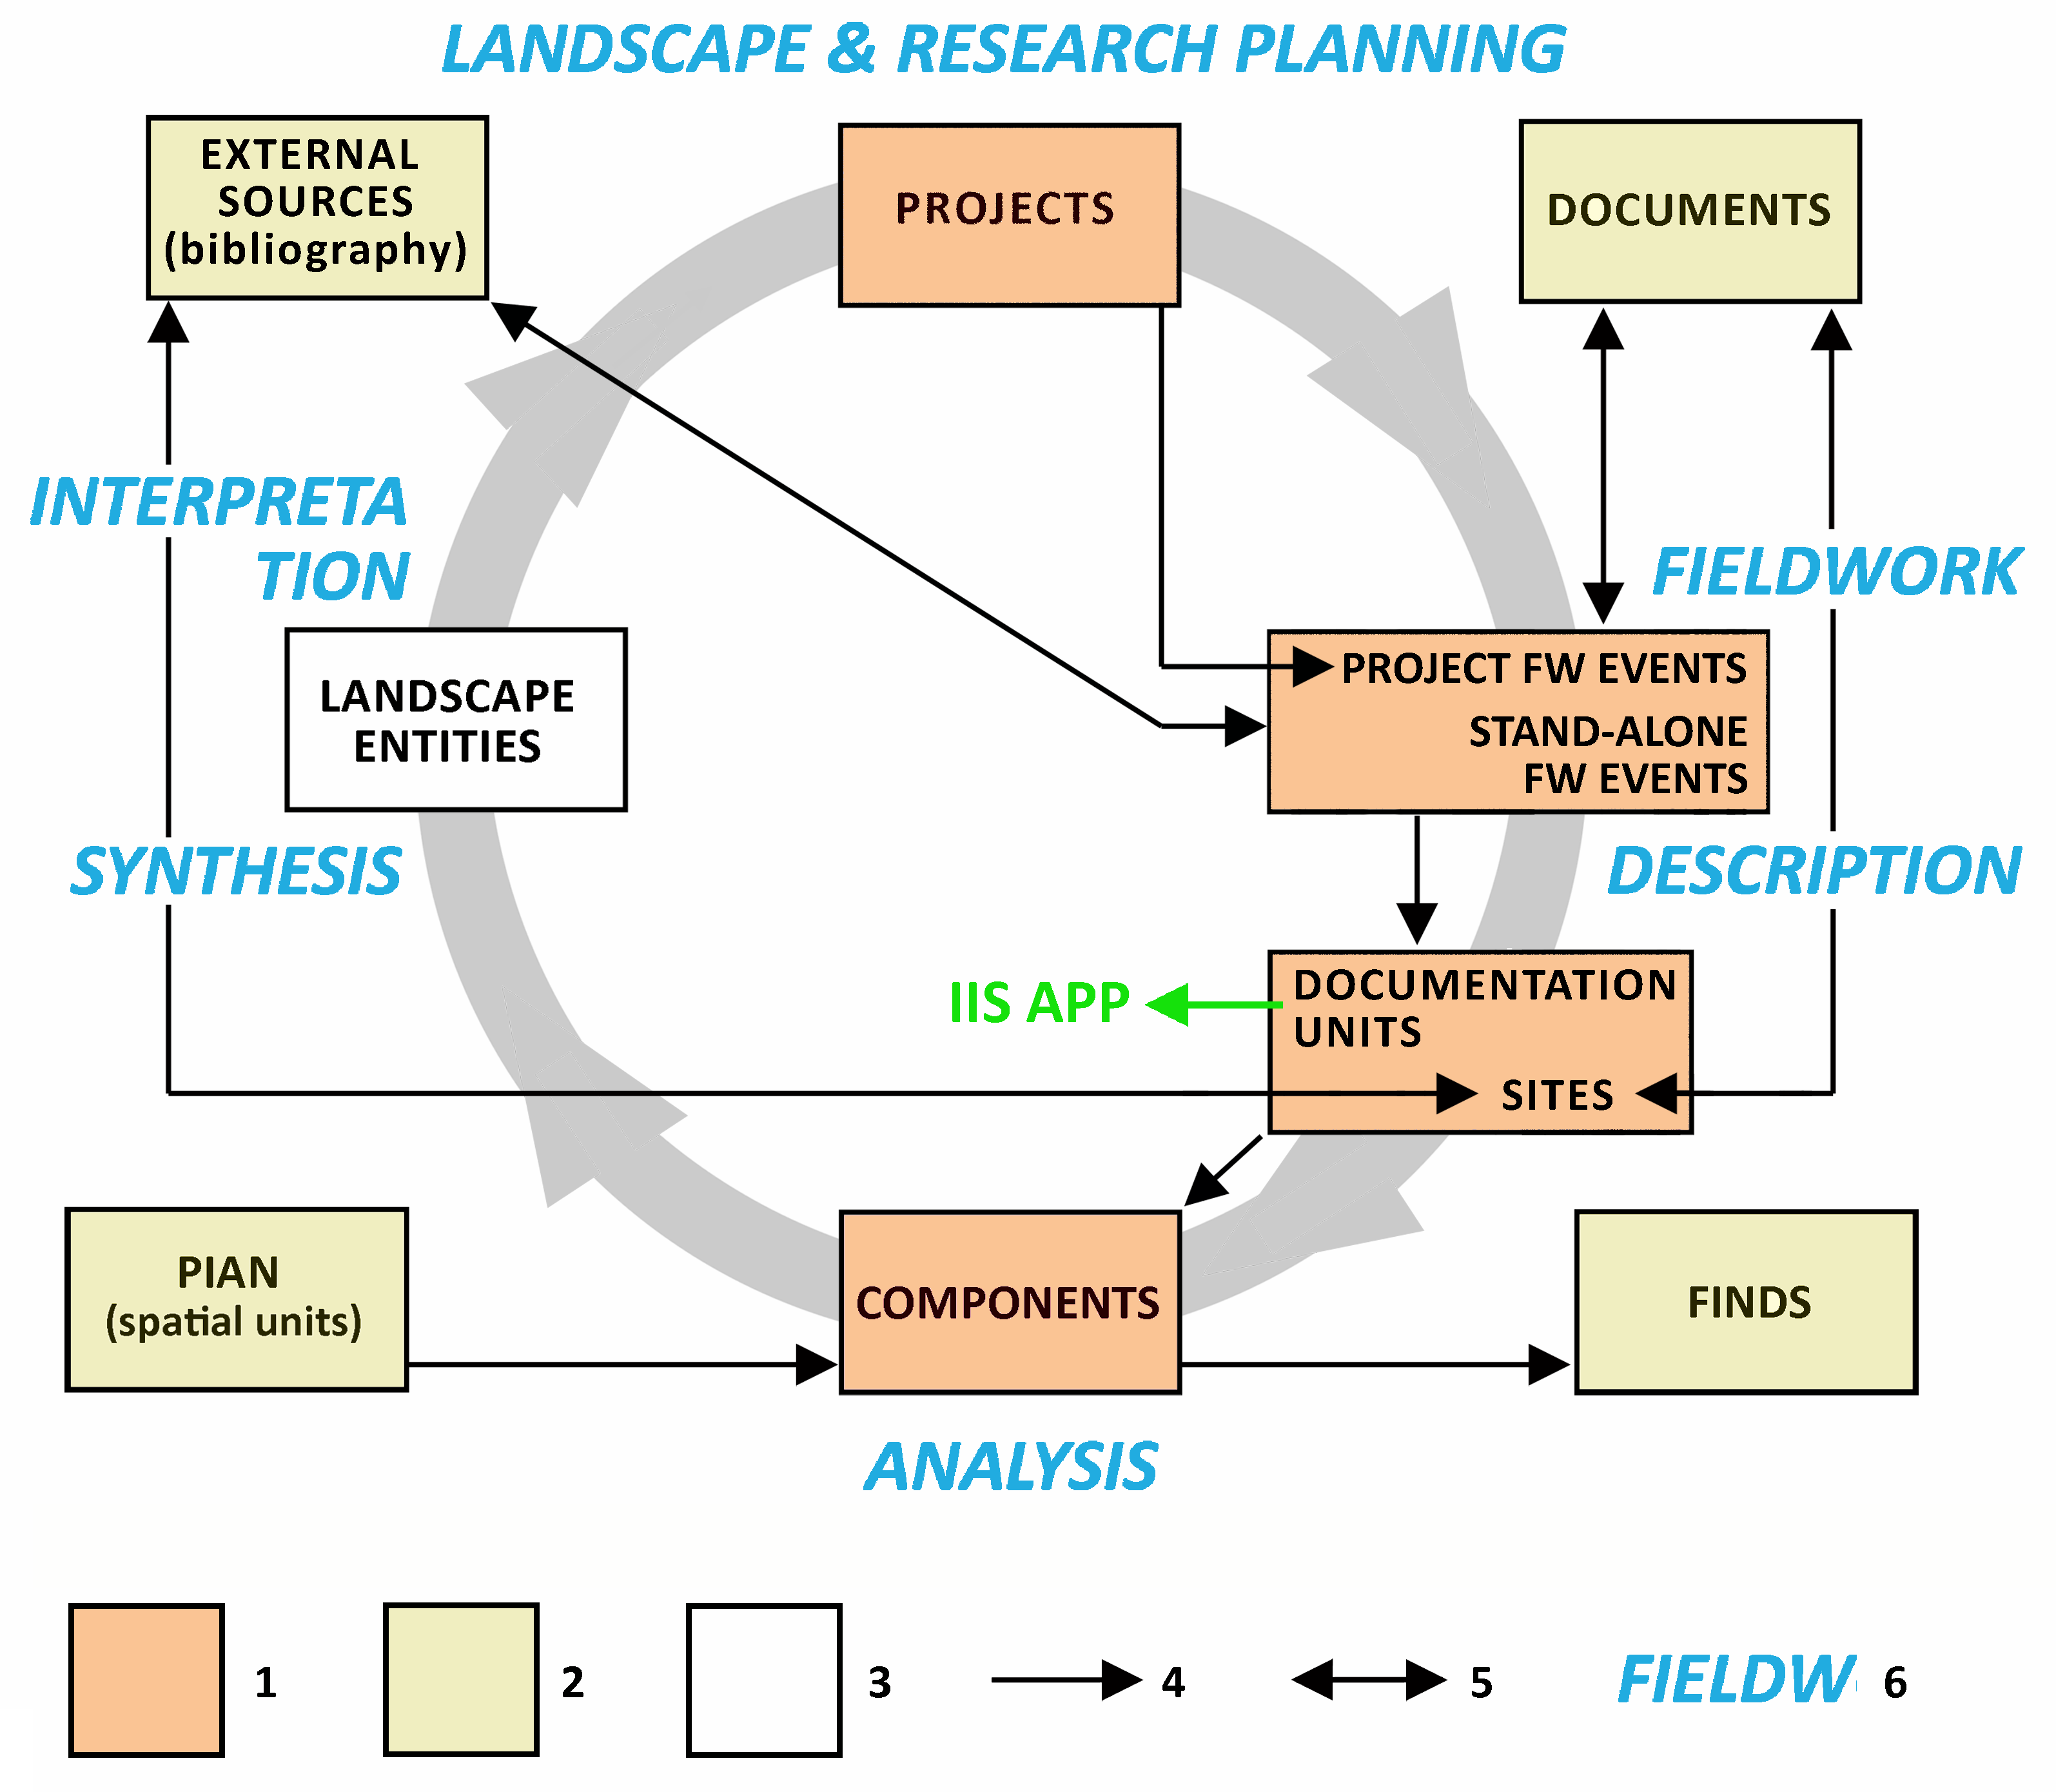 LANDSCAPE & RESEARCH PLANNING
EXTERNAL
SOURCES
(bibliography)
PROJECTS
DOCUMENTS
INTERPRETA
TION
FIELDWORK
LANDSCAPE
ENTITIES
PROJECT FW EVENTS
STAND-ALONE
FW EVENTS
SYNTHESIS
DESCRIPTION
IIS APP
DOCUMENTATION
UNITS
SITES
PIAN
(spatial units)
COMPONENTS
FINDS
ANALYSIS
1
2
3
4
5
FIELDW
6